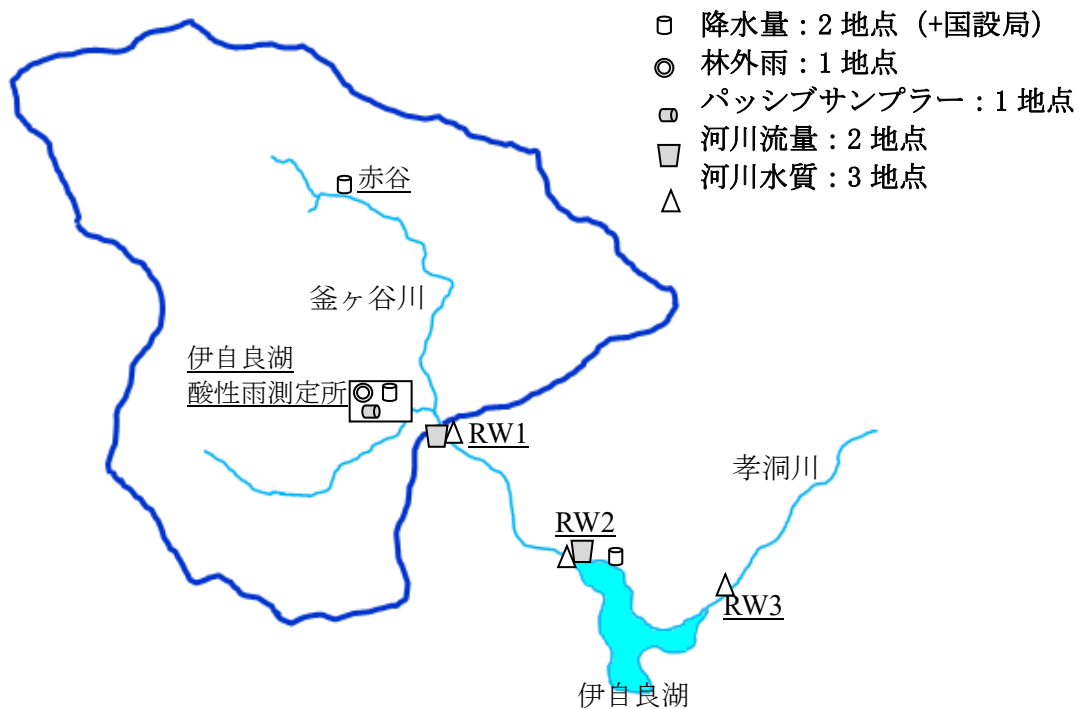 降水量：2 地点（+国設局）
林外雨：1 地点
パッシブサンプラー：1 地点
河川流量：2 地点
河川水質：3 地点
赤谷
釜ヶ谷川
伊自良湖
酸性雨測定所
RW1
孝洞川
RW2
RW3
伊自良湖